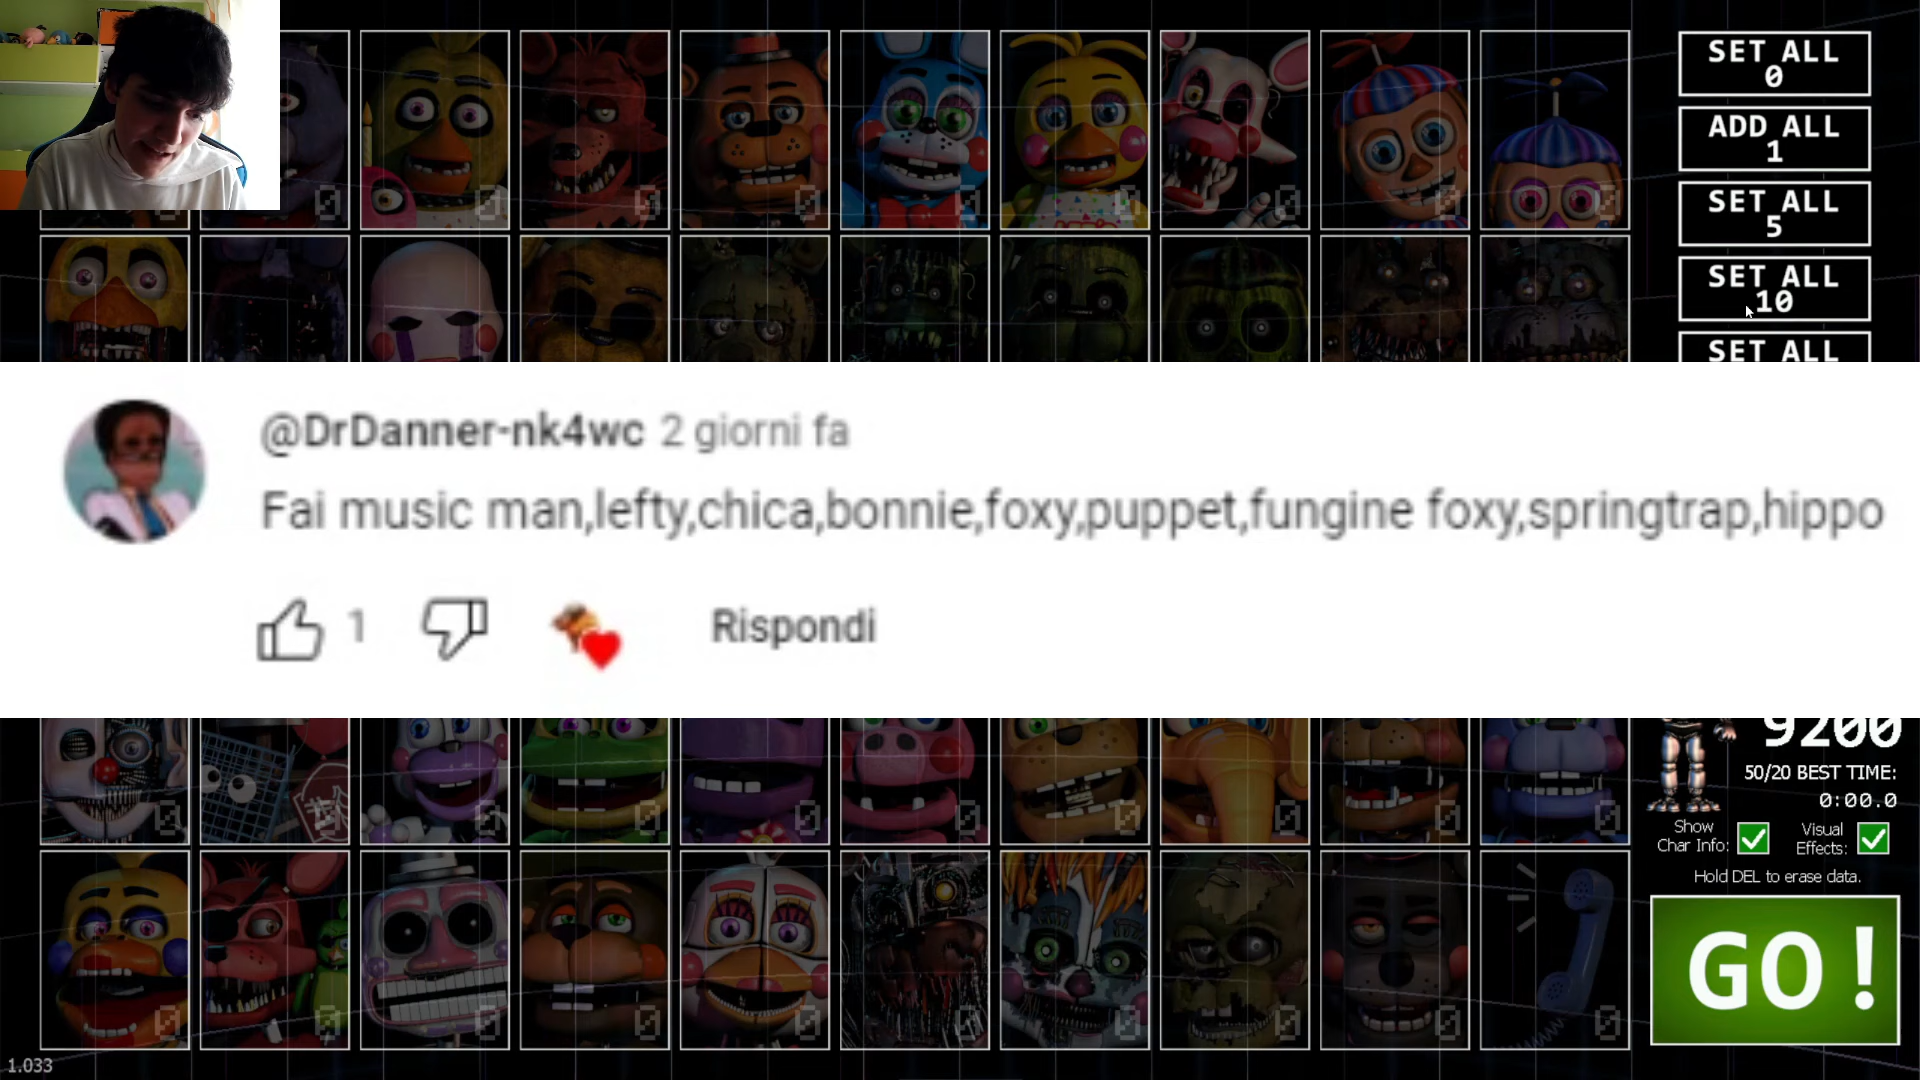 SET ALL
0
ADD ALL
1
SET ALL
5
SET ALL
10
SET ALL
@DrDanner-nk4wc 2 giorni fa
Fai music man,lefty,chica,bonnie,foxy,puppet,fungine foxy,springtrap,hippo
1
Rispondi
9200
50/20 BEST TIME:
0:00.0
Show
Char Info:
Visual
Effects:
Hold DEL to erase data.
GO!
1.033